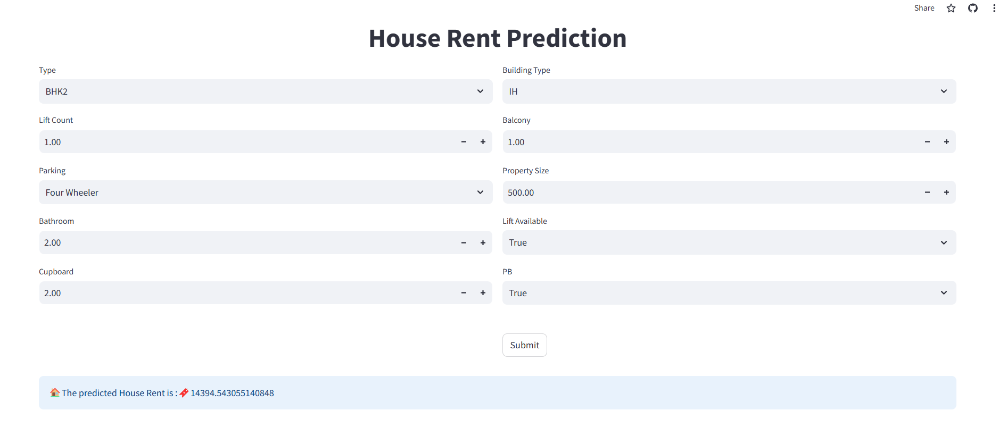 Share
House Rent Prediction
Type
Building Type
BHK2
IH
Lift Count
Balcony
1.00
1.00
Parking
Property Size
Four Wheeler
500.00
Bathroom
Lift Available
2.00
True
Cupboard
PB
2.00
True
Submit
🏠 The predicted House Rent is : 🔖 14394.543055140848